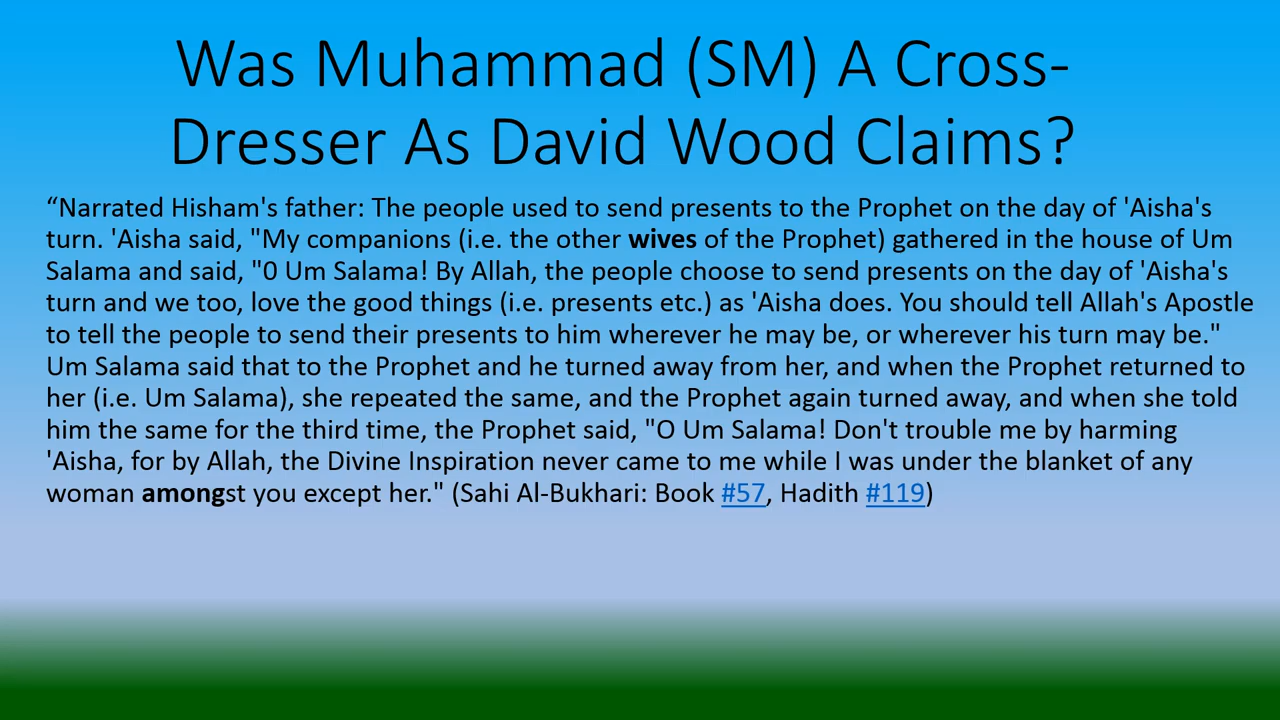 Was Muhammad (SM) A Cross-
Dresser As David Wood Claims?
“Narrated Hisham's father: The people used to send presents to the Prophet on the day of 'Aisha's
turn. 'Aisha said, "My companions (i.e. the other wives of the Prophet) gathered in the house of Um
Salama and said, "0 Um Salama! By Allah, the people choose to send presents on the day of 'Aisha's
turn and we too, love the good things (i.e. presents etc.) as 'Aisha does. You should tell Allah's Apostle
to tell the people to send their presents to him wherever he may be, or wherever his turn may be."
Um Salama said that to the Prophet and he turned away from her, and when the Prophet returned to
her (i.e. Um Salama), she repeated the same, and the Prophet again turned away, and when she told
him the same for the third time, the Prophet said, "O Um Salama! Don't trouble me by harming
'Aisha, for by Allah, the Divine Inspiration never came to me while I was under the blanket of any
woman amongst you except her." (Sahi Al-Bukhari: Book #57, Hadith #119)